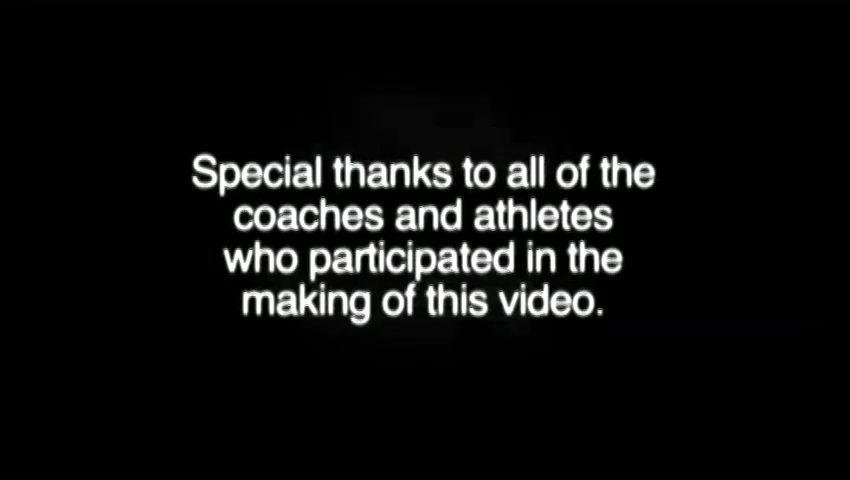 Special thanks to all of the
coaches and athletes
who participated in the
making of this video.